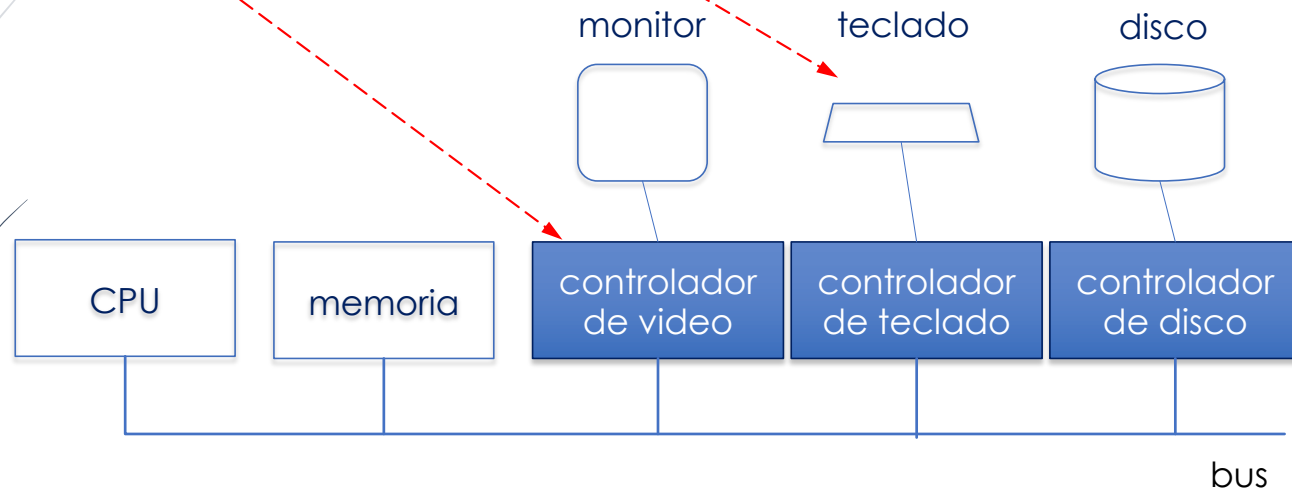 monitor
teclado
disco
CPU
memoria
controlador
de video
controlador
de teclado
controlador
de disco
bus